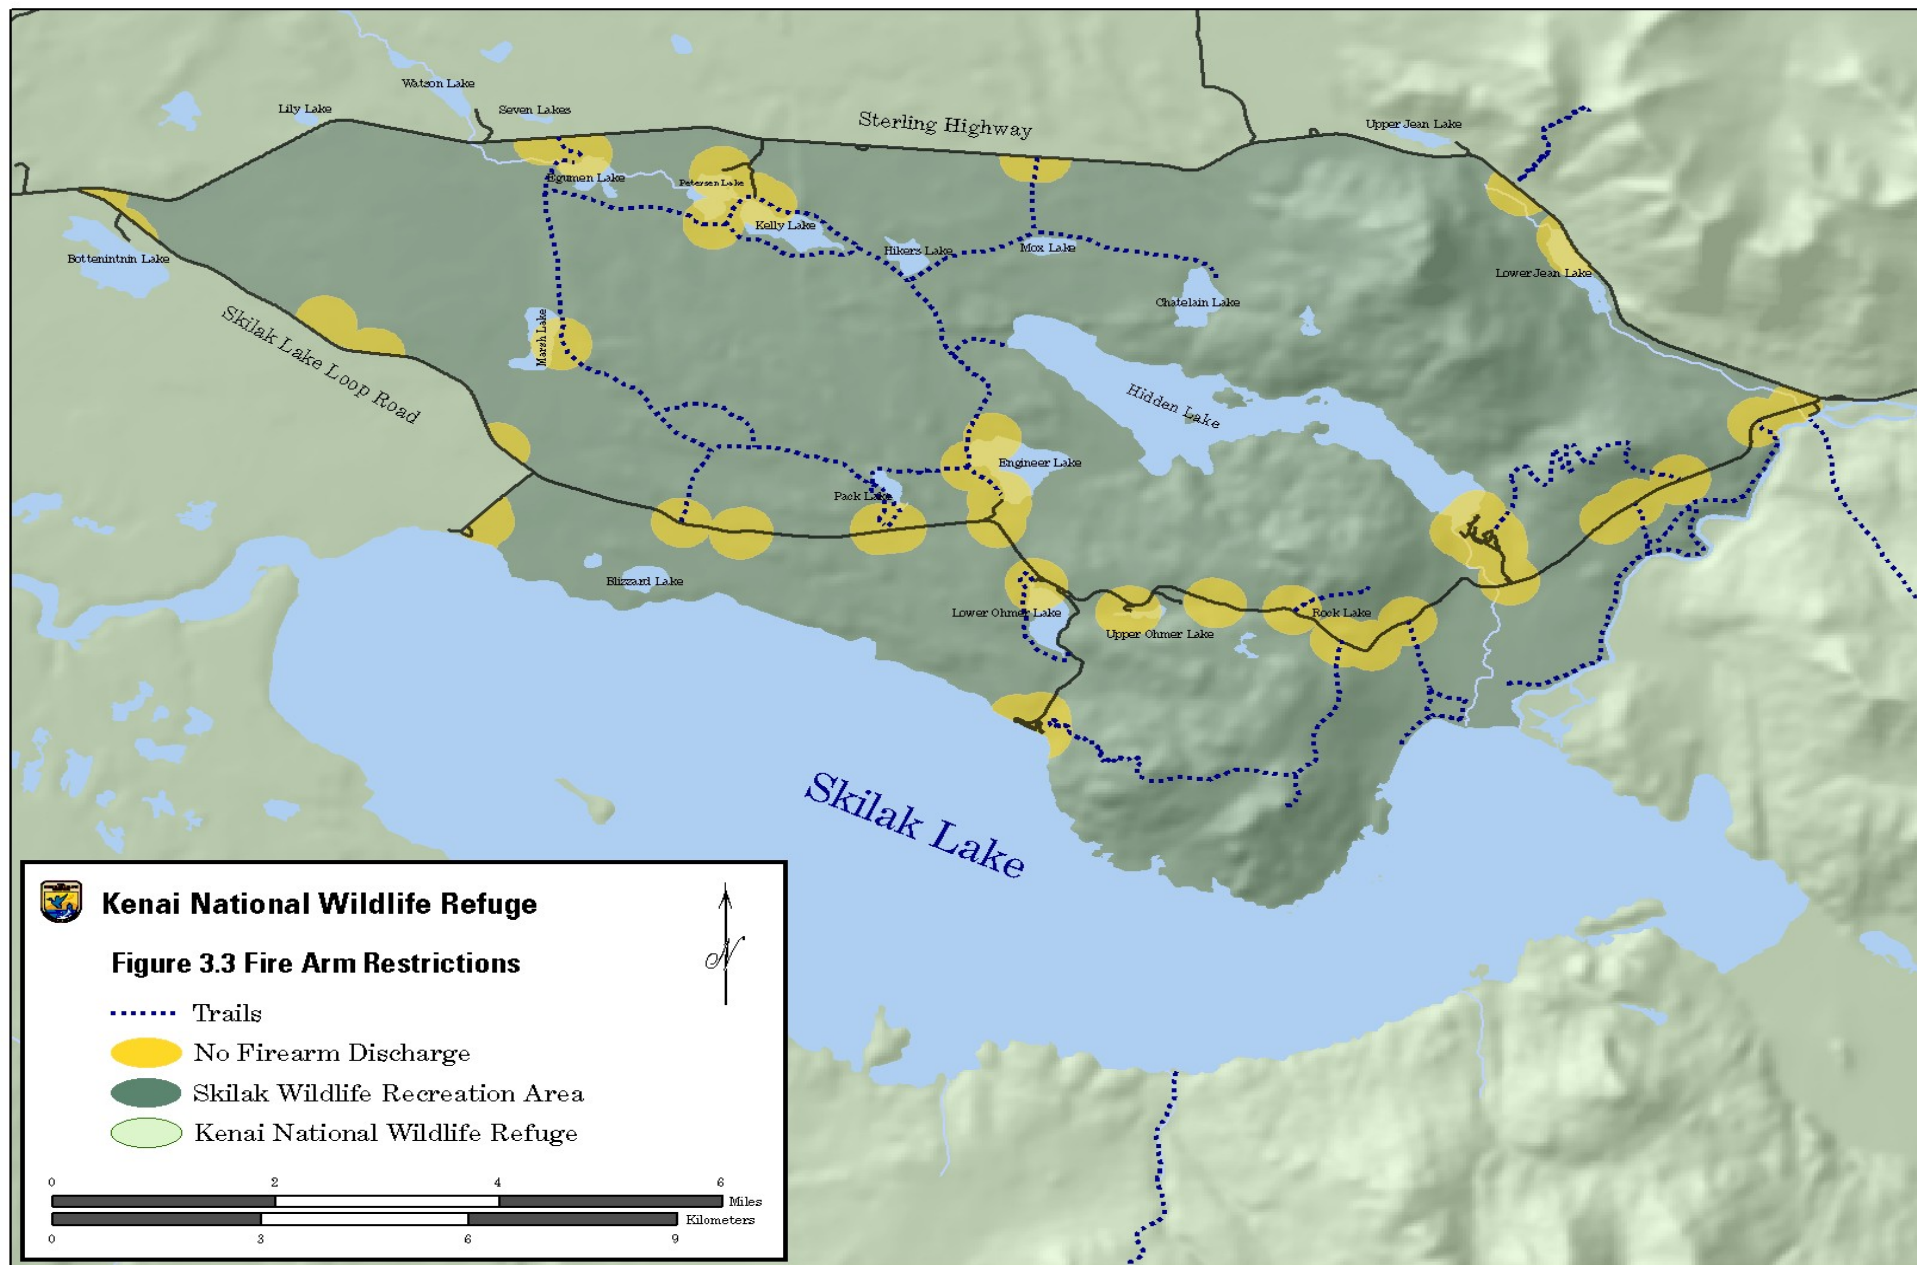 Watson Lake
Lily Lake
Seven Lakes
Sterling Highway
Upper Jean Lake
Egumen Lake
Petersen Lake
Kelly Lake
Hikers Lake
Mox Lake
Bottenintnin Lake
Lower Jean Lake
Chatelain Lake
Skilak Lake Loop Road
Marsh Lake
Hidden Lake
Engineer Lake
Pack Lake
Blizzard Lake
Lower Ohmer Lake
Rock Lake
Upper Ohmer Lake
Skilak Lake
Kenai National Wildlife Refuge
Figure 3.3 Fire Arm Restrictions
N
Trails
No Firearm Discharge
Skilak Wildlife Recreation Area
Kenai National Wildlife Refuge
0 2 4 6
Miles
Kilometers
0 3 6 9